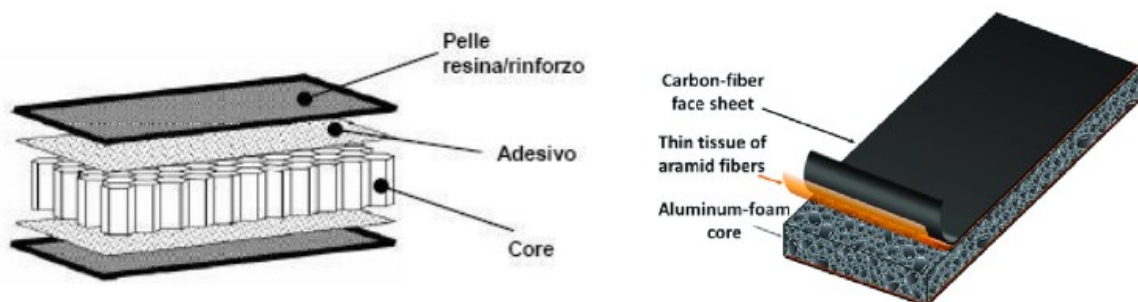 Pelle
resina/rinforzo
Adesivo
Core
Carbon-fiber
face sheet
Thin tissue of
aramid fibers
Aluminum-foam
core